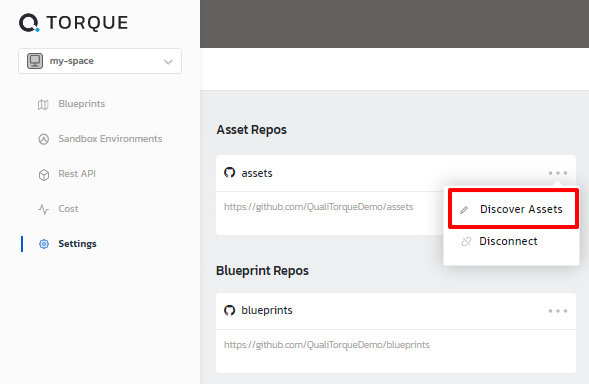 TORQUE
my-space
Blueprints
Sandbox Environments
Rest API
Cost
Settings
Asset Repos
assets
https://github.com/QualiTorqueDemo/assets
Discover Assets
Disconnect
Blueprint Repos
blueprints
https://github.com/QualiTorqueDemo/blueprints